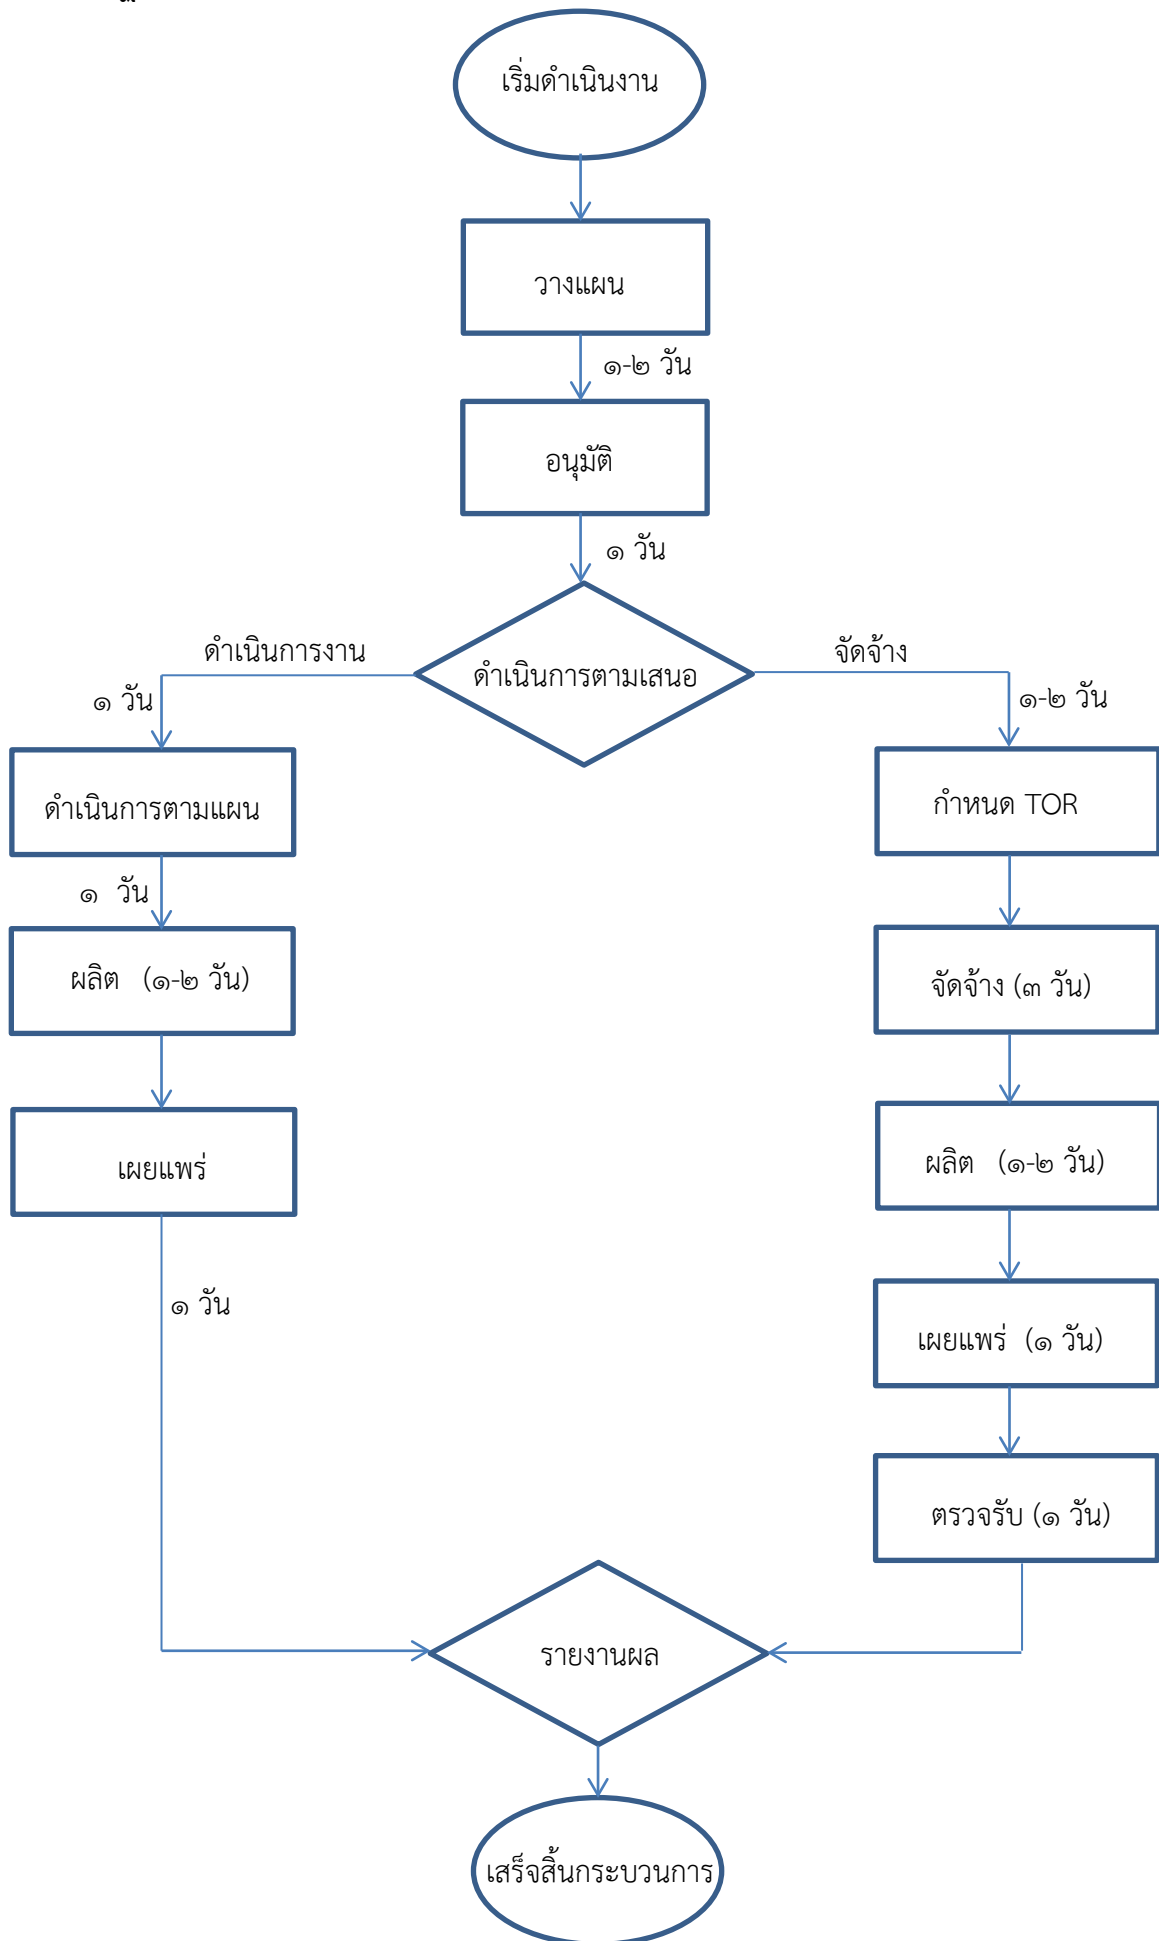 เริ่มดำเนินงาน
วางแผน
๑-๒ วัน
อนุมัติ
๑ วัน
ดำเนินการงาน
ดำเนินการตามเสนอ
จัดจ้าง
๑ วัน
๑-๒ วัน
ดำเนินการตามแผน
กำหนด TOR
๑ วัน
ผลิต (๑-๒ วัน)
จัดจ้าง (๓ วัน)
เผยแพร่
ผลิต (๑-๒ วัน)
๑ วัน
เผยแพร่ (๑ วัน)
ตรวจรับ (๑ วัน)
รายงานผล
เสร็จสิ้นกระบวนการ